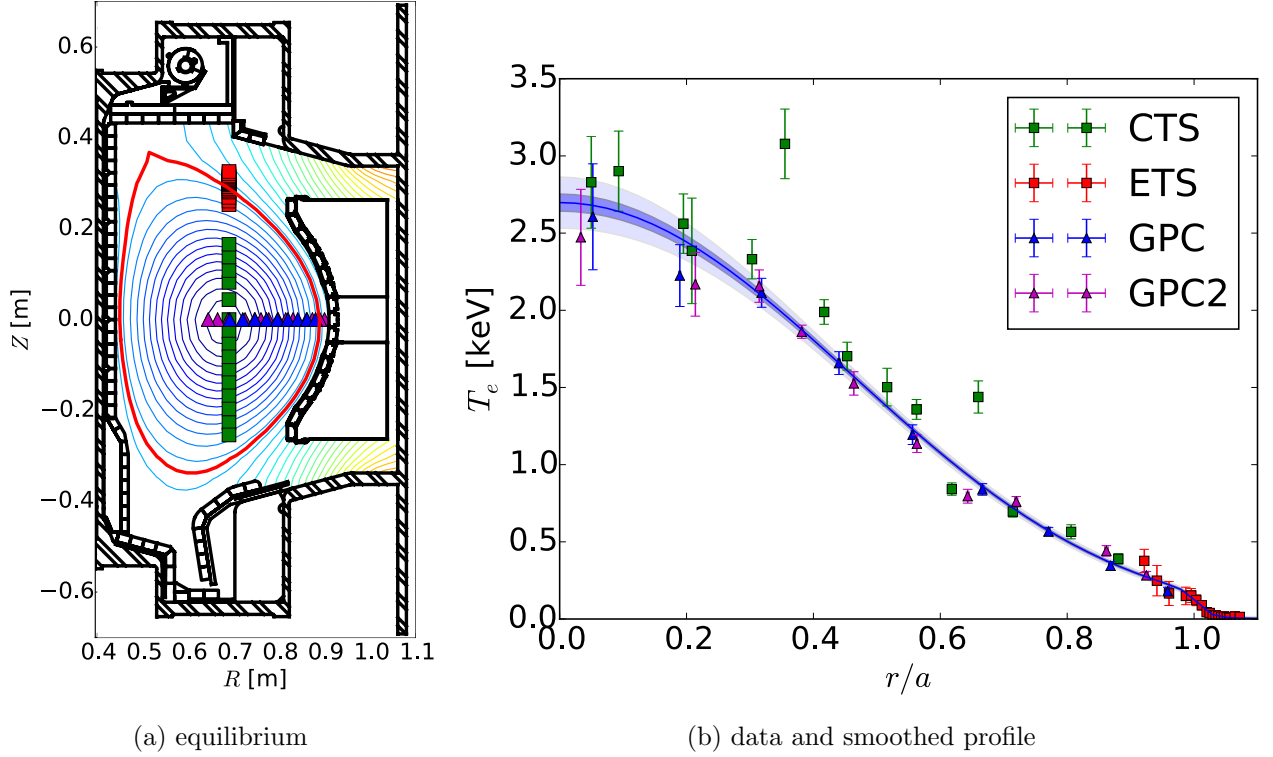 0.6
0.4
0.2
0.0
−0.2
−0.4
−0.6
Z [m]
0.4 0.5 0.6 0.7 0.8 0.9 1.0 1.1
R [m]
(a) equilibrium
3.5
3.0
2.5
2.0
1.5
1.0
0.5
0.0
T_e [keV]
CTS
ETS
GPC
GPC2
0.0 0.2 0.4 0.6 0.8 1.0
r/a
(b) data and smoothed profile